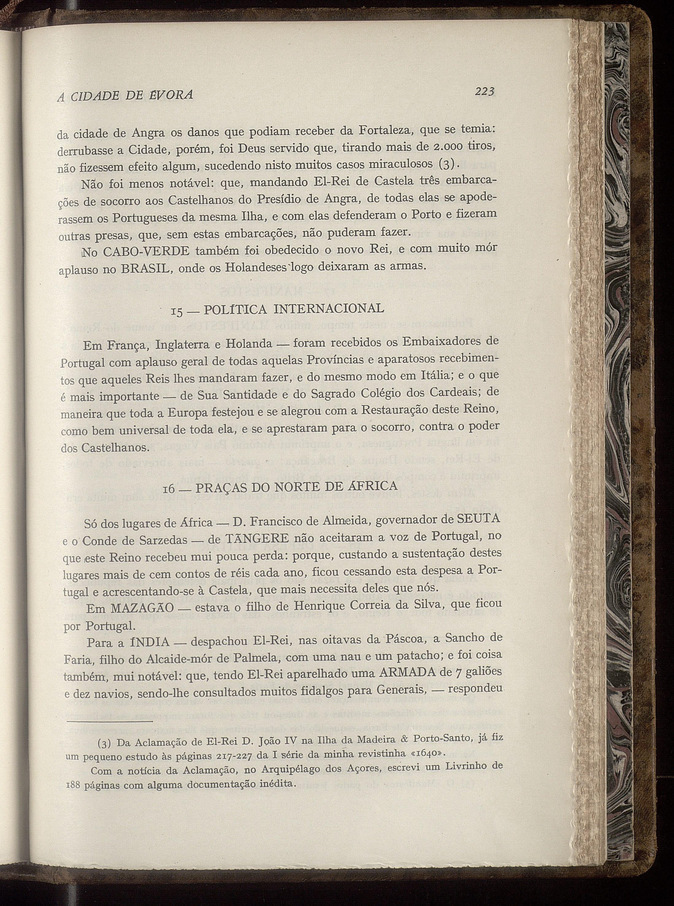 A CIDADE DE ÉVORA 223
da cidade de Angra os danos que podiam receber da Fortaleza, que se temia:
derrubasse a Cidade, porém, foi Deus servido que, tirando mais de 2.000 tiros,
não fizessem efeito algum, sucedendo nisto muitos casos miraculosos (3).
Não foi menos notável: que, mandando El-Rei de Castela três embarca-
ções de socorro aos Castelhanos do Presídio de Angra, de todas elas se apode-
rassem os Portugueses da mesma Ilha, e com elas defenderam o Porto e fizeram
outras presas, que, sem estas embarcações, não puderam fazer.
No CABO-VERDE também foi obedecido o novo Rei, e com muito mór
aplauso no BRASIL, onde os Holandeses logo deixaram as armas.
15 — POLÍTICA INTERNACIONAL
Em França, Inglaterra e Holanda — foram recebidos os Embaixadores de
Portugal com aplauso geral de todas aquelas Províncias e aparatosos recebimen-
tos que aqueles Reis lhes mandaram fazer, e do mesmo modo em Itália; e o que
é mais importante — de Sua Santidade e do Sagrado Colégio dos Cardeais; de
maneira que toda a Europa festejou e se alegrou com a Restauração deste Reino,
como bem universal de toda ela, e se aprestaram para o socorro, contra o poder
dos Castelhanos.
16 — PRAÇAS DO NORTE DE ÁFRICA
Só dos lugares de África — D. Francisco de Almeida, governador de SEUTA
e o Conde de Sarzedas — de TÂNGERE não aceitaram a voz de Portugal, no
que este Reino recebeu mui pouca perda: porque, custando a sustentação destes
lugares mais de cem contos de réis cada ano, ficou cessando esta despesa a Por-
tugal e acrescentando-se à Castela, que mais necessita deles que nós.
Em MAZAGÃO — estava o filho de Henrique Correia da Silva, que ficou
por Portugal.
Para a ÍNDIA — despachou El-Rei, nas oitavas da Páscoa, a Sancho de
Faria, filho do Alcaide-mór de Palmela, com uma nau e um patacho; e foi coisa
também, mui notável: que, tendo El-Rei aparelhado uma ARMADA de 7 galiões
e dez navios, sendo-lhe consultados muitos fidalgos para Generais, — respondeu
(3) Da Aclamação de El-Rei D. João IV na Ilha da Madeira & Porto-Santo, já fiz
um pequeno estudo às páginas 217-227 da I série da minha revistinha «1640».
Com a notícia da Aclamação, no Arquipélago dos Açores, escrevi um Livrinho de
188 páginas com alguma documentação inédita.